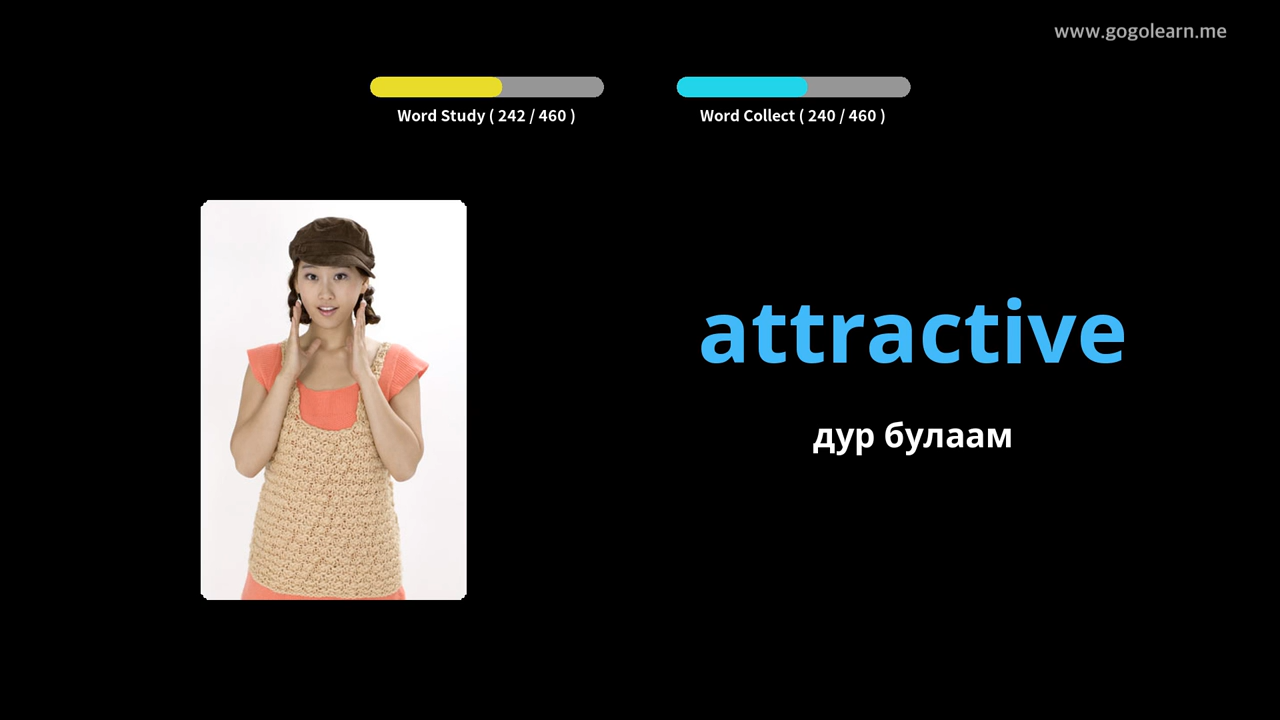 www.gogolearn.me
Word Study ( 242 / 460 )
Word Collect ( 240 / 460 )
attractive
дур булаам